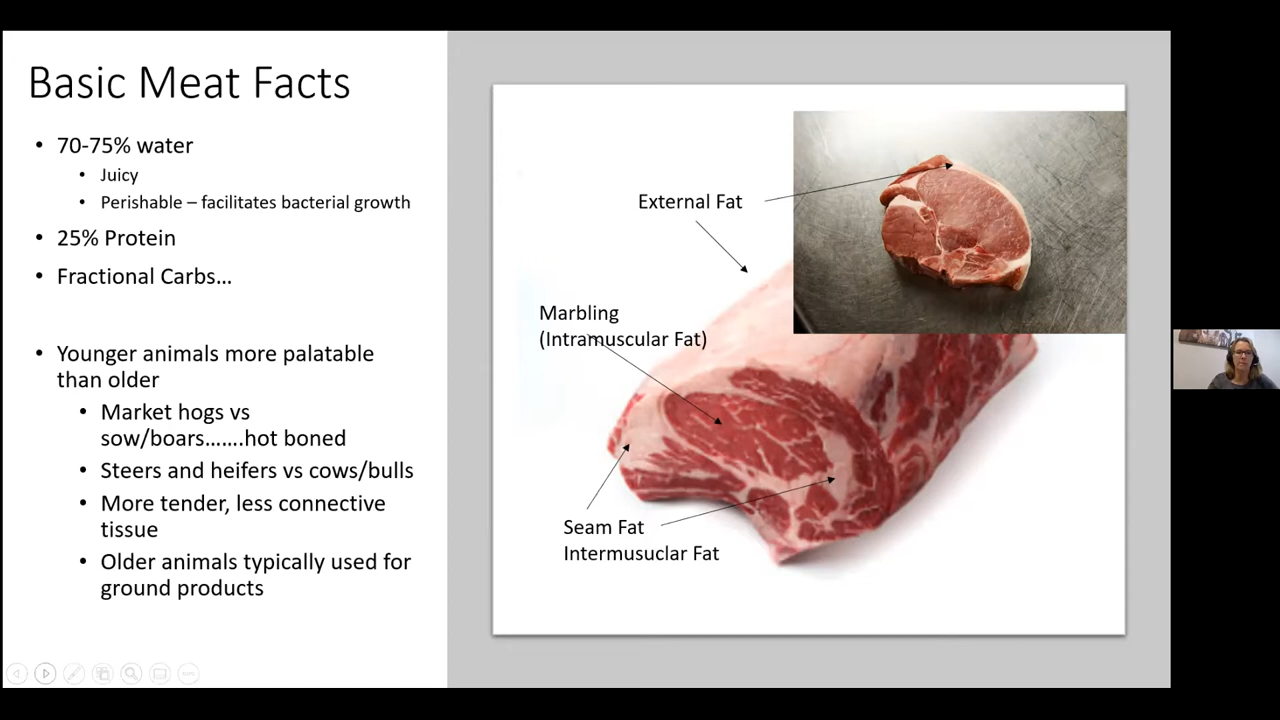 Basic Meat Facts
• 70-75% water
• Juicy
• Perishable – facilitates bacterial growth
• 25% Protein
• Fractional Carbs…
• Younger animals more palatable
than older
• Market hogs vs
sow/boars…….hot boned
• Steers and heifers vs cows/bulls
• More tender, less connective
tissue
• Older animals typically used for
ground products
External Fat
Marbling
(Intramuscular Fat)
Seam Fat
Intermusuclar Fat